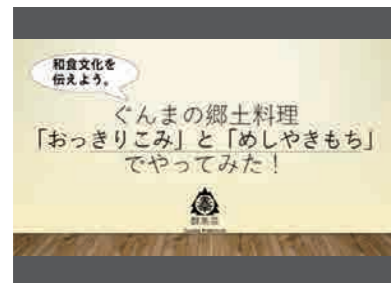 和食文化を
伝えよう。
ぐんまの郷土料理
「おっきりこみ」と「めしやきもち」
でやってみた！
群馬県